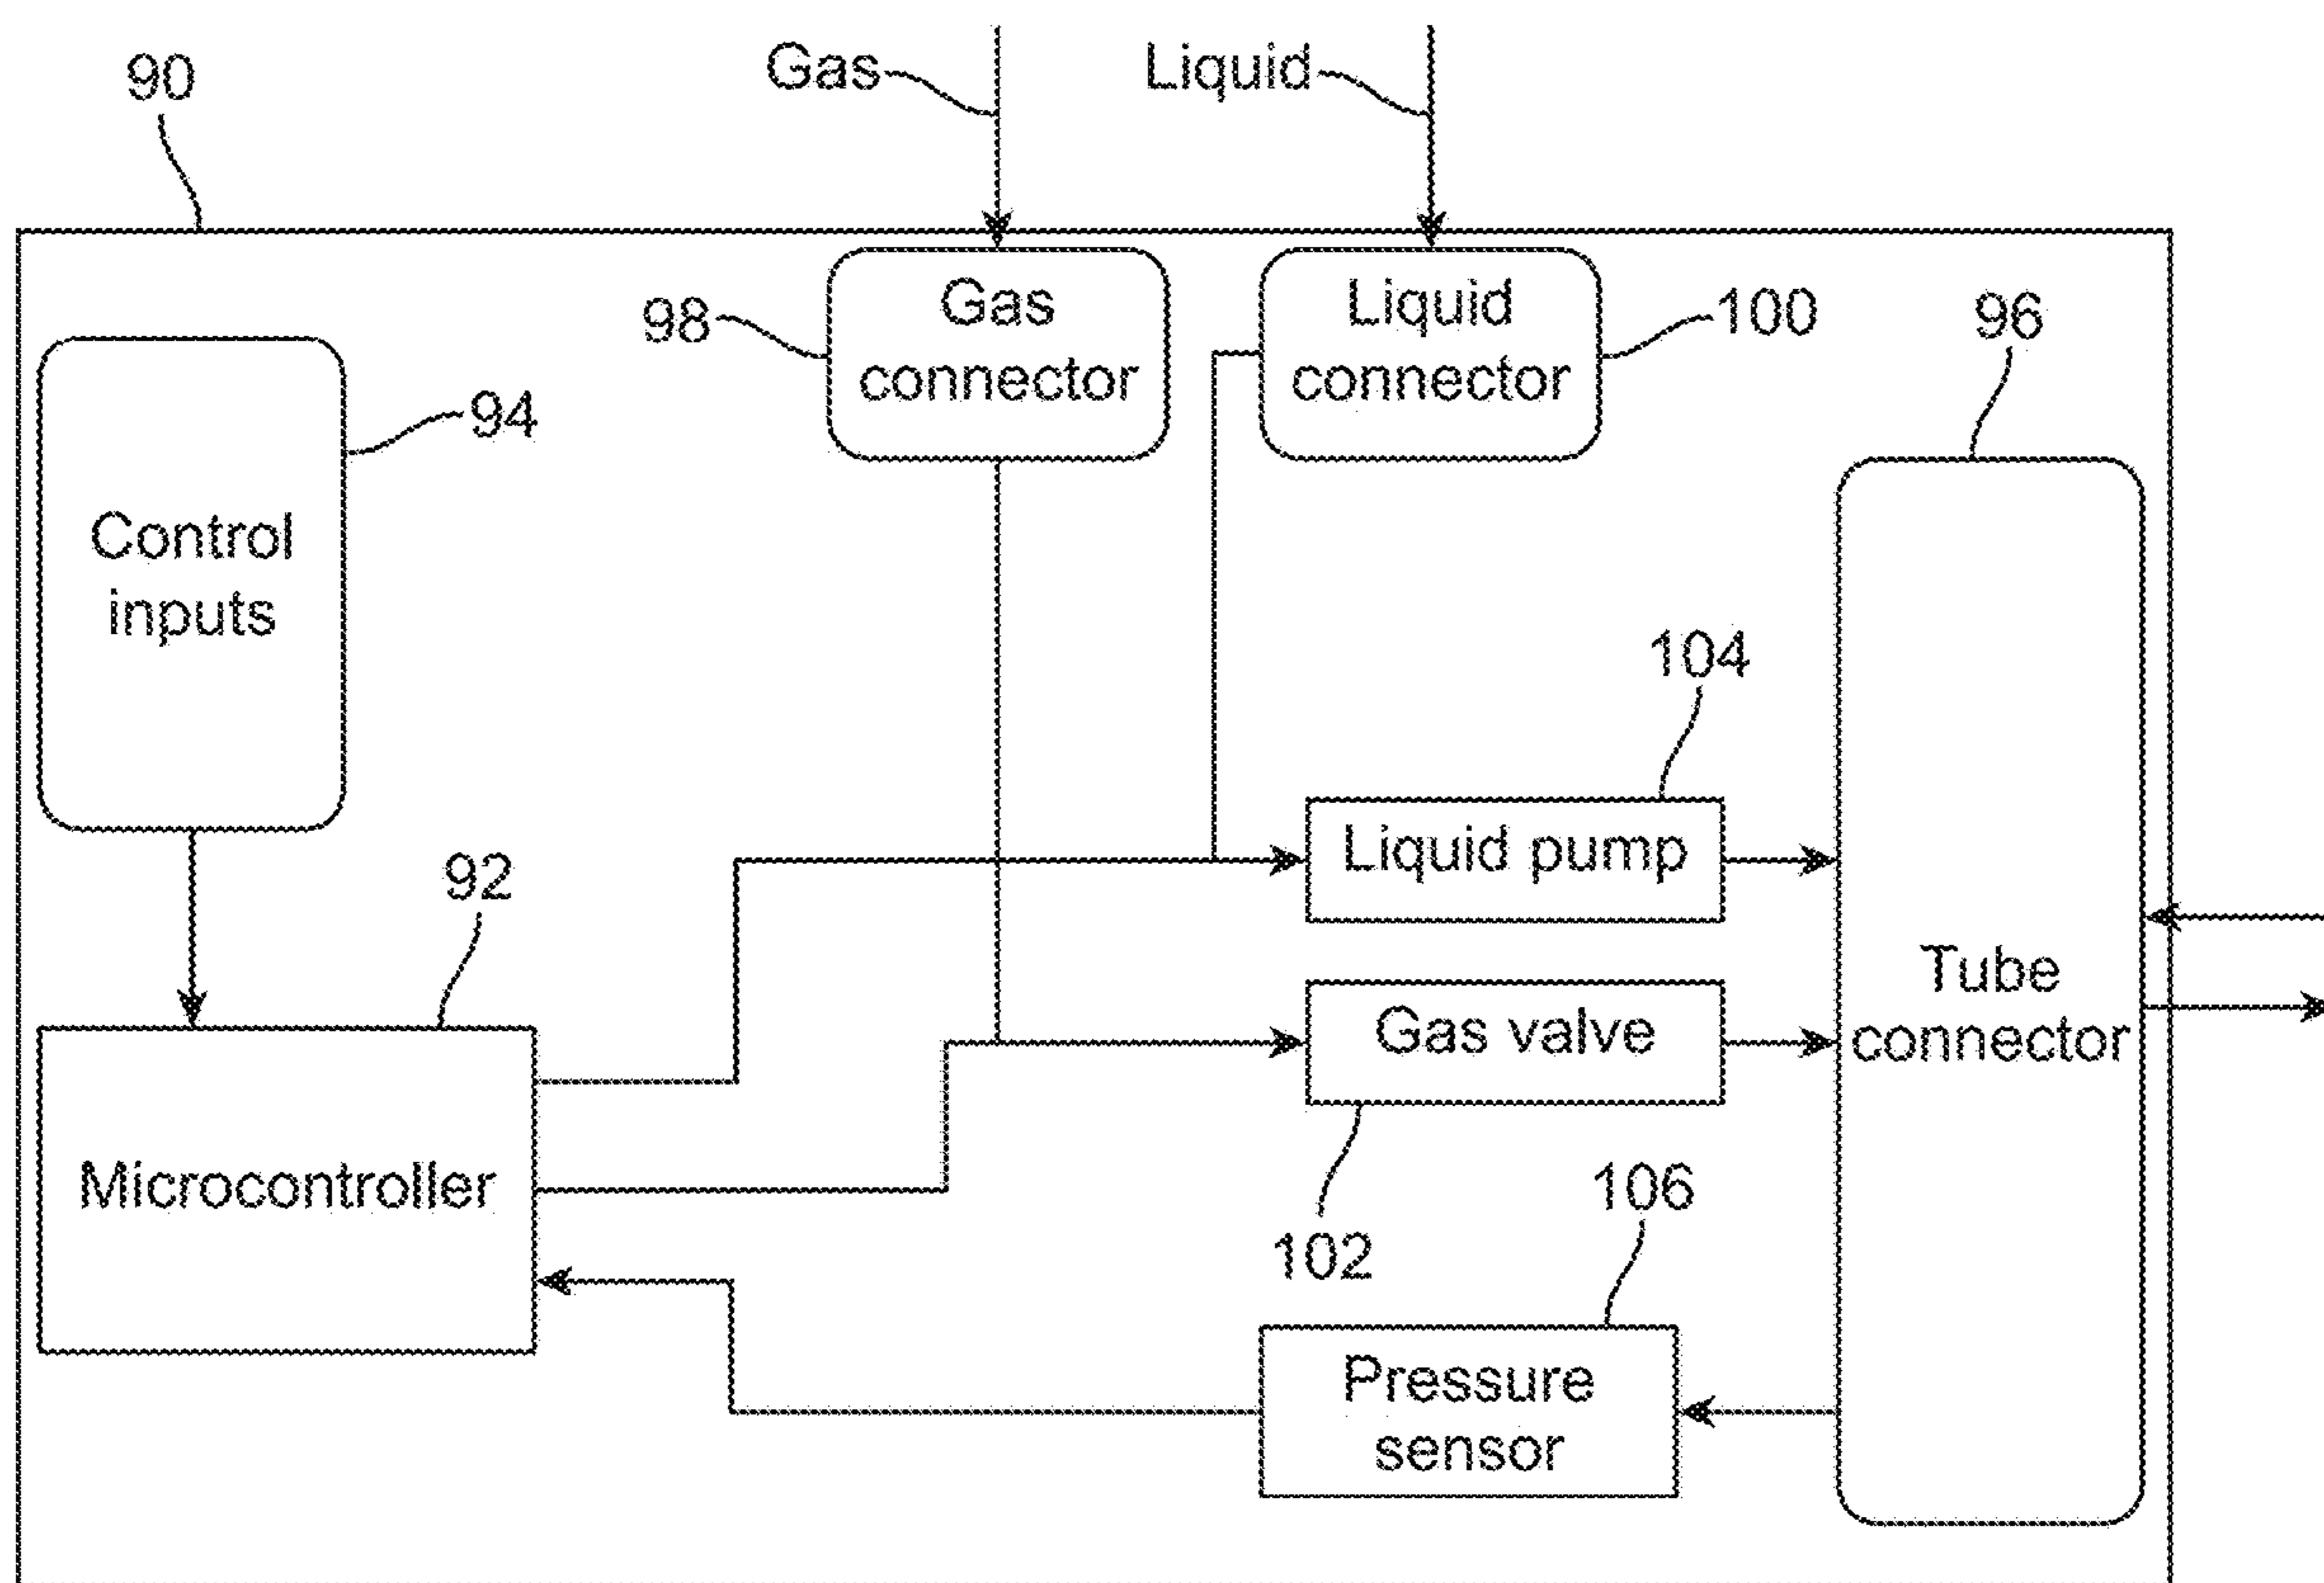 90
Gas
Liquid
98
Gas
connector
Liquid
connector
100
96
94
Control
inputs
104
92
Liquid pump
Gas valve
Tube
connector
Microcontroller
102
106
Pressure
sensor